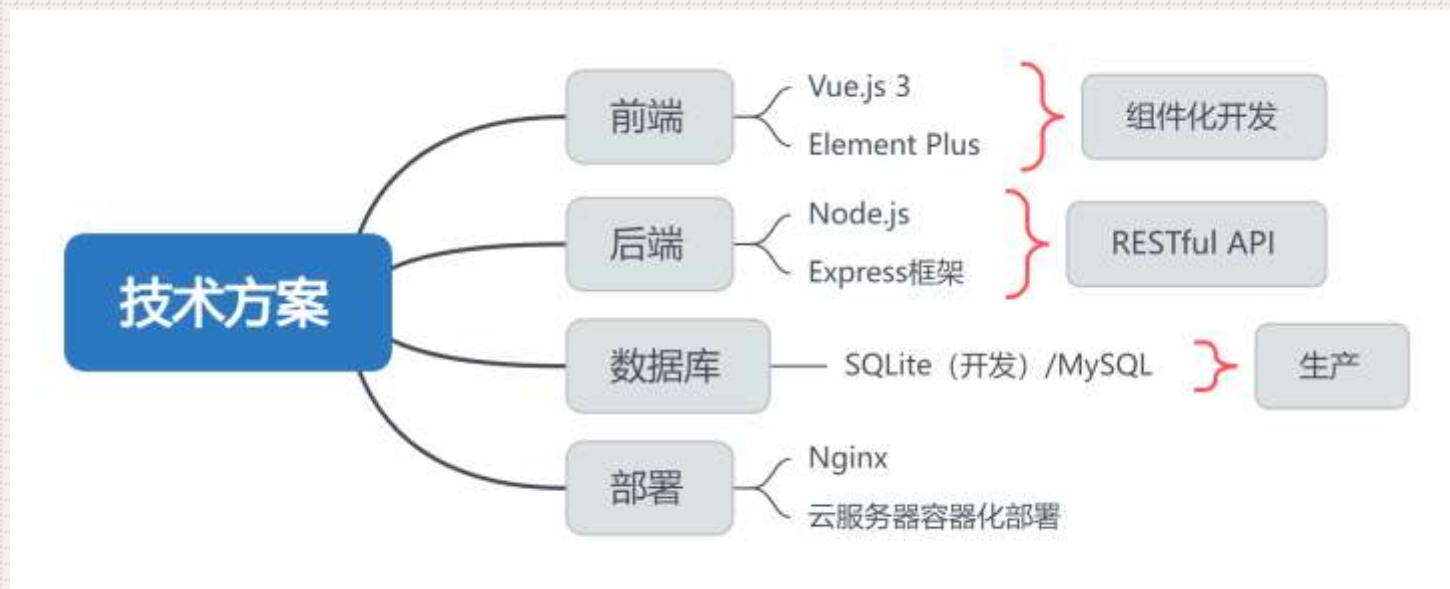 技术方案
前端
Vue.js 3
Element Plus
组件化开发
后端
Node.js
Express框架
RESTful API
数据库
SQLite（开发）/MySQL
生产
部署
Nginx
云服务器容器化部署